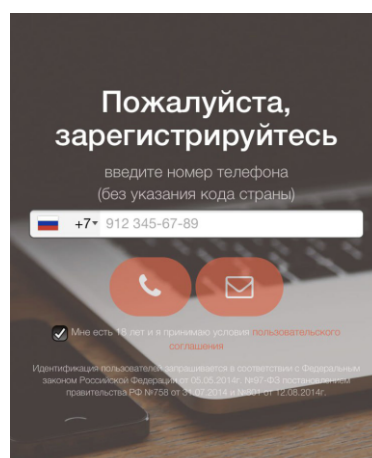 Пожалуйста,
зарегистрируйтесь
введите номер телефона
(без указания кода страны)
+7 912 345-67-89
Мне есть 18 лет и я принимаю условия пользовательского
соглашения
Идентификация пользователей запрашивается в соответствии с Федеральным
законом Российской Федерации от 05.05.2014г. №97-ФЗ постановлением
правительства РФ №758 от 31.07.2014 и №801 от 12.08.2014г.